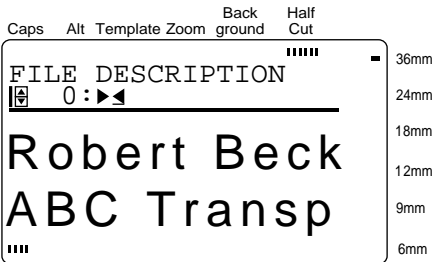 Caps Alt Template Zoom Back ground Half Cut
FILE DESCRIPTION
0:
Robert Beck
ABC Transp
36mm
24mm
18mm
12mm
9mm
6mm